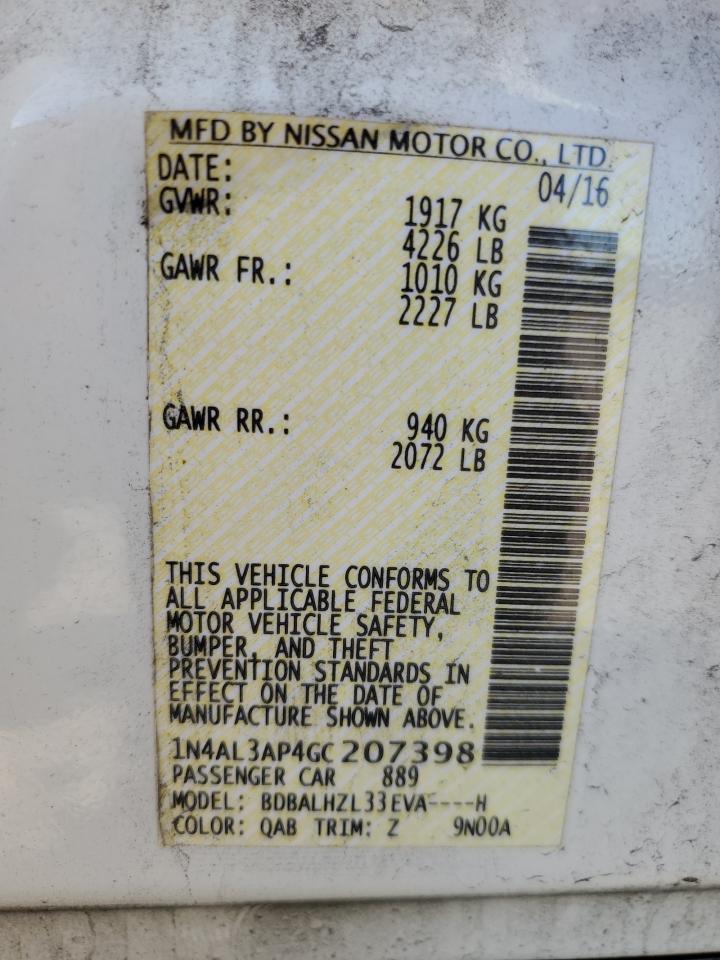 MFD BY NISSAN MOTOR CO., LTD.
DATE: 04/16
GVWR: 1917 KG
4226 LB
GAWR FR.: 1010 KG
2227 LB
GAWR RR.: 940 KG
2072 LB
THIS VEHICLE CONFORMS TO
ALL APPLICABLE FEDERAL
MOTOR VEHICLE SAFETY,
BUMPER, AND THEFT
PREVENTION STANDARDS IN
EFFECT ON THE DATE OF
MANUFACTURE SHOWN ABOVE.
1N4AL3AP4GC207398
PASSENGER CAR 889
MODEL: BDBALHZL33EVA----H
COLOR: QAB TRIM: Z 9N00A